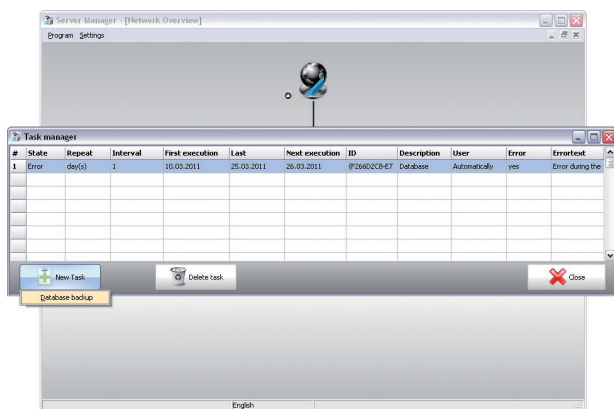 Server Manager - [Network Overview]
Program Settings
Task manager
# State Repeat Interval First execution Last Next execution ID Description User Error Errortext
1 Error day(s) 1 10.03.2011 25.03.2011 26.03.2011 {F266D2C8-E7 Database Automatically yes Error during the
New Task Delete task Close
Database backup
English